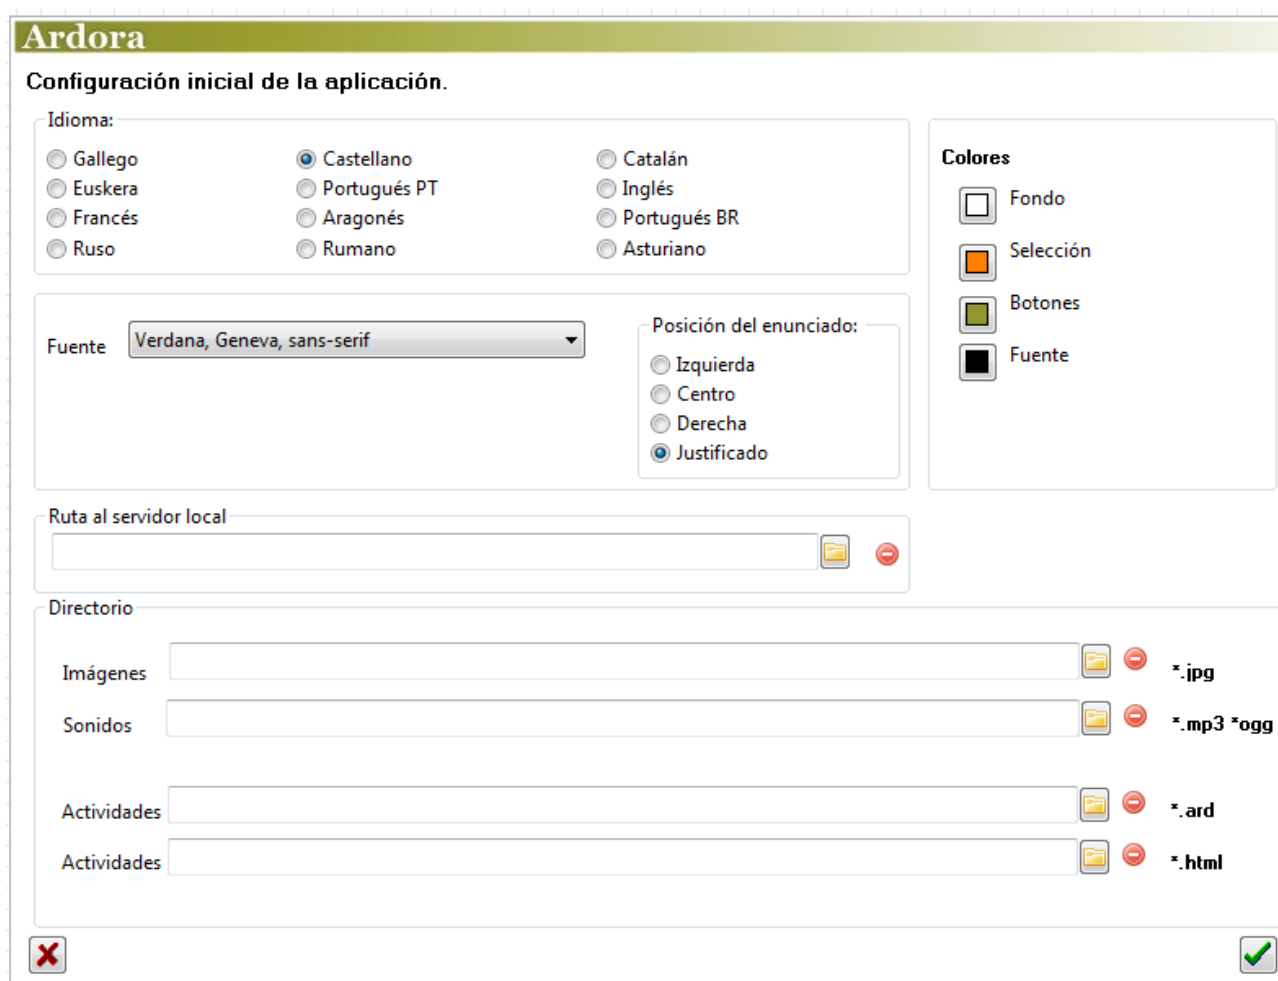 Ardora
Configuración inicial de la aplicación.
Idioma:
Gallego
Castellano
Catalán
Euskera
Portugués PT
Inglés
Francés
Aragonés
Portugués BR
Ruso
Rumano
Asturiano
Colores
Fondo
Selección
Botones
Fuente
Fuente
Verdana, Geneva, sans-serif
Posición del enunciado:
Izquierda
Centro
Derecha
Justificado
Ruta al servidor local
Directorio
Imágenes
*.jpg
Sonidos
*.mp3 *ogg
Actividades
*.ard
Actividades
*.html